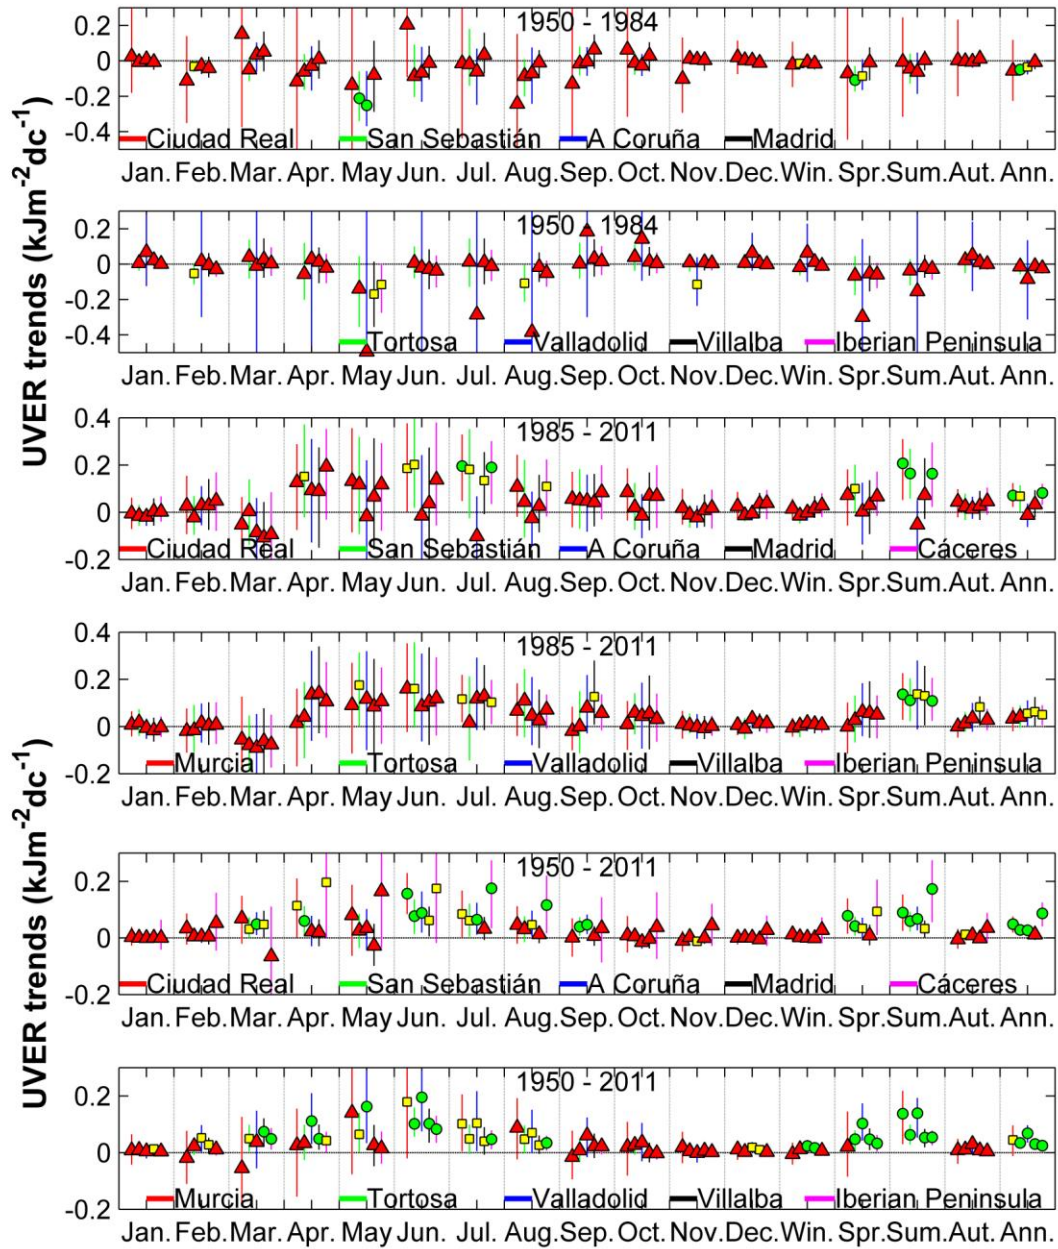 UVER trends (kJm⁻²dc⁻¹)
0.2
0
-0.2
-0.4
1950 - 1984
Ciudad Real San Sebastián A Coruña Madrid
Jan. Feb. Mar. Apr. May Jun. Jul. Aug. Sep. Oct. Nov. Dec. Win. Spr. Sum. Aut. Ann.
0.2
0
-0.2
-0.4
1950 - 1984
Tortosa Valladolid Villalba Iberian Peninsula
Jan. Feb. Mar. Apr. May Jun. Jul. Aug. Sep. Oct. Nov. Dec. Win. Spr. Sum. Aut. Ann.
0.4
0.2
0
-0.2
1985 - 2011
Ciudad Real San Sebastián A Coruña Madrid Cáceres
Jan. Feb. Mar. Apr. May Jun. Jul. Aug. Sep. Oct. Nov. Dec. Win. Spr. Sum. Aut. Ann.
UVER trends (kJm⁻²dc⁻¹)
0.4
0.2
0
-0.2
1985 - 2011
Murcia Tortosa Valladolid Villalba Iberian Peninsula
Jan. Feb. Mar. Apr. May Jun. Jul. Aug. Sep. Oct. Nov. Dec. Win. Spr. Sum. Aut. Ann.
0.2
0
-0.2
1950 - 2011
Ciudad Real San Sebastián A Coruña Madrid Cáceres
Jan. Feb. Mar. Apr. May Jun. Jul. Aug. Sep. Oct. Nov. Dec. Win. Spr. Sum. Aut. Ann.
0.2
0
-0.2
1950 - 2011
Murcia Tortosa Valladolid Villalba Iberian Peninsula
Jan. Feb. Mar. Apr. May Jun. Jul. Aug. Sep. Oct. Nov. Dec. Win. Spr. Sum. Aut. Ann.